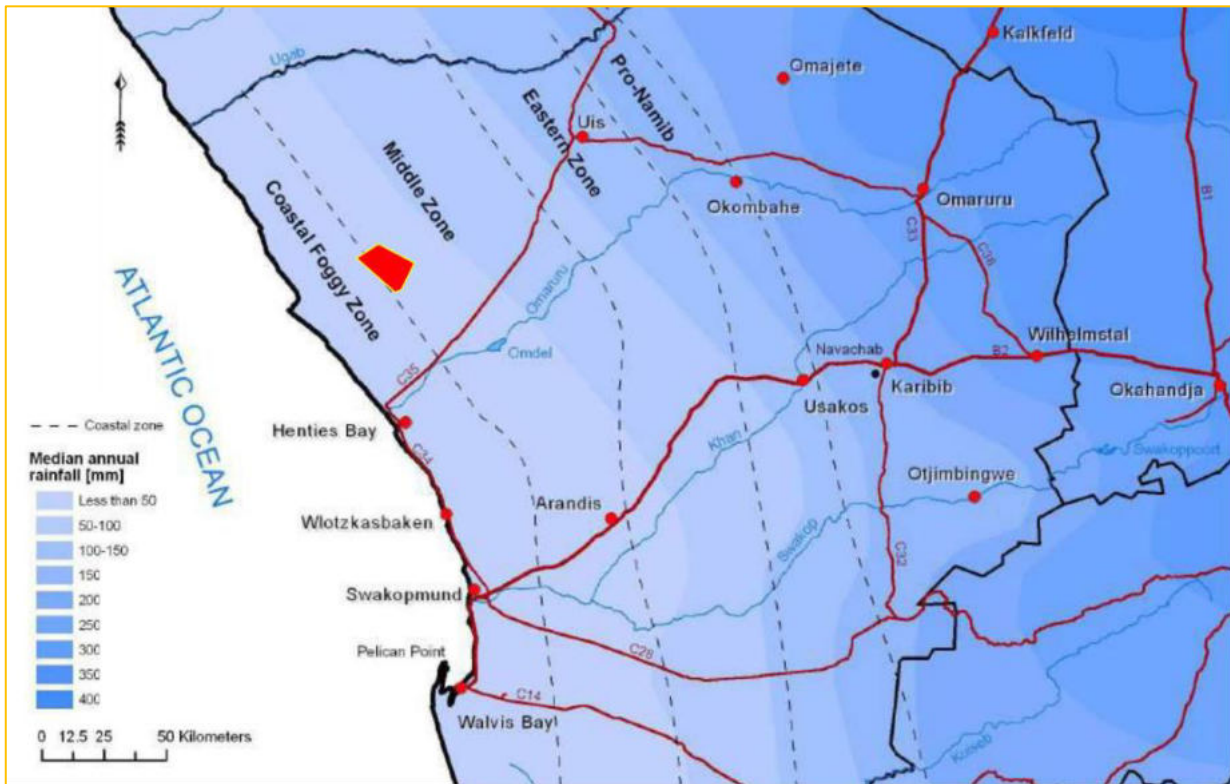 Kalkfeld
Ugab
Omajete
Pro-Namib
B1
Uis
Eastern Zone
Middle Zone
Okombahe
Omaruru
C33
Coastal Foggy Zone
C36
Omaruru
ATLANTIC OCEAN
Wilhelmstal
Omdel
Navachab
B2
C35
Karibib
Okahandja
Usakos
Henties Bay
Khan
Swakoppoort
C34
Otjimbingwe
Arandis
Wlotzkasbaken
Swakop
C32
Swakopmund
Pelican Point
C28
C14
Walvis Bay
Kuiseb
Coastal zone
Median annual
rainfall [mm]
Less than 50
50-100
100-150
150
200
250
300
350
400
0 12.5 25 50 Kilometers